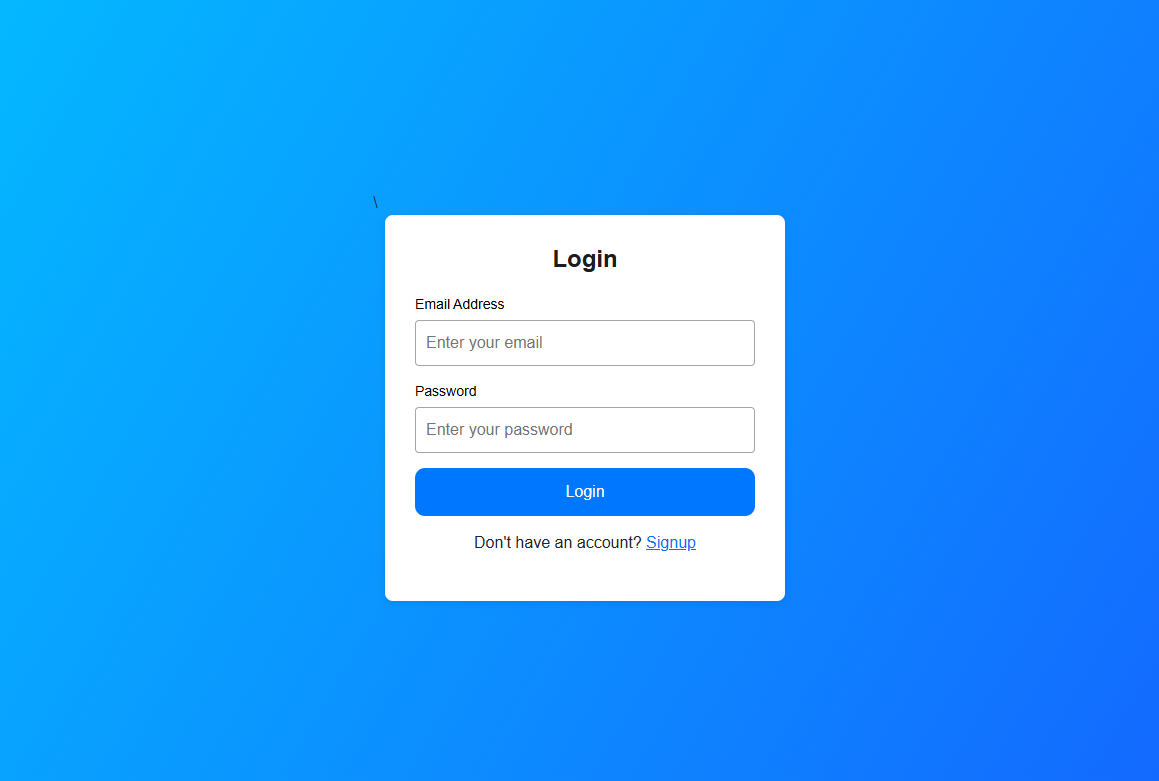 \
Login
Email Address
Enter your email
Password
Enter your password
Login
Don't have an account? Signup